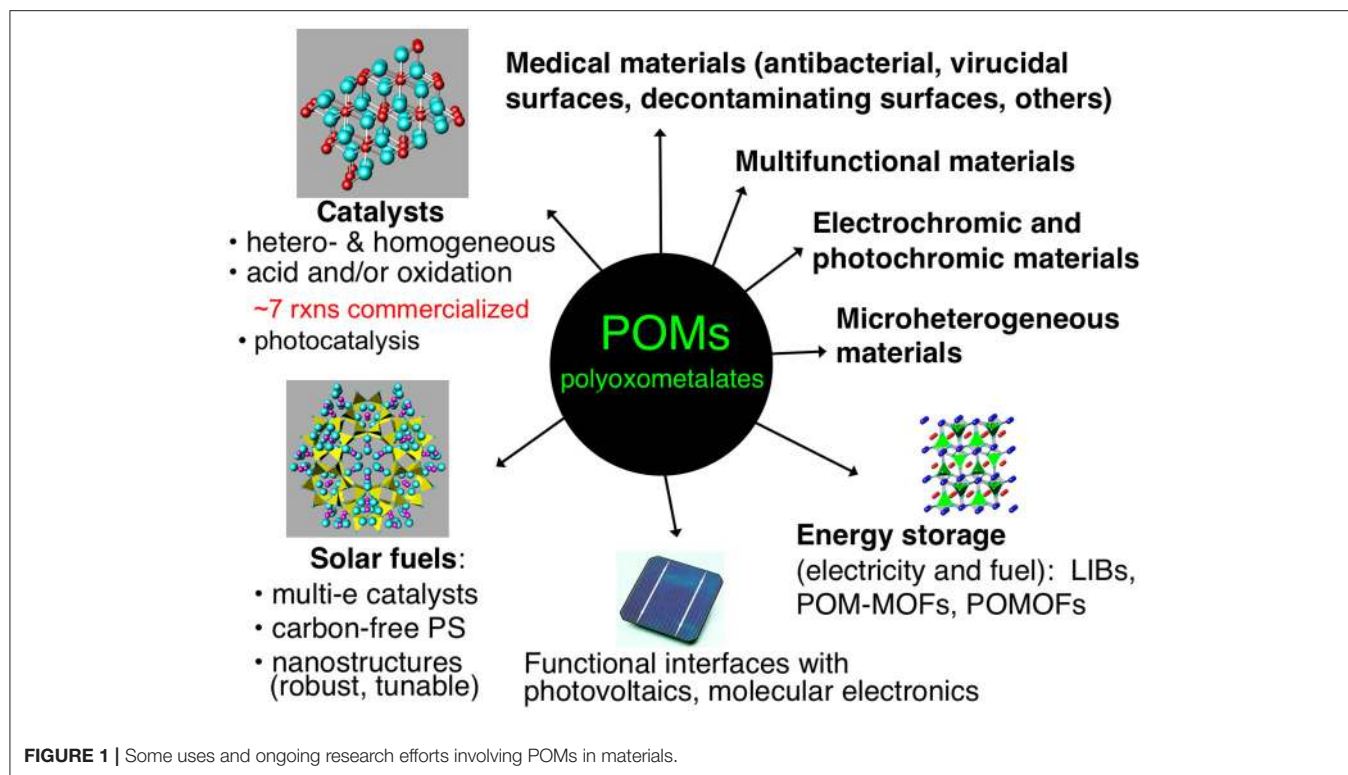 Medical materials (antibacterial, virucidal
surfaces, decontaminating surfaces, others)
Multifunctional materials
Electrochromic and
photochromic materials
Microheterogeneous
materials
Catalysts
• hetero- & homogeneous
• acid and/or oxidation
~7 rxns commercialized
• photocatalysis
POMs
polyoxometalates
Solar fuels:
• multi-e catalysts
• carbon-free PS
• nanostructures
(robust, tunable)
Functional interfaces with
photovoltaics, molecular electronics
Energy storage
(electricity and fuel): LIBs,
POM-MOFs, POMOFs
FIGURE 1 | Some uses and ongoing research efforts involving POMs in materials.